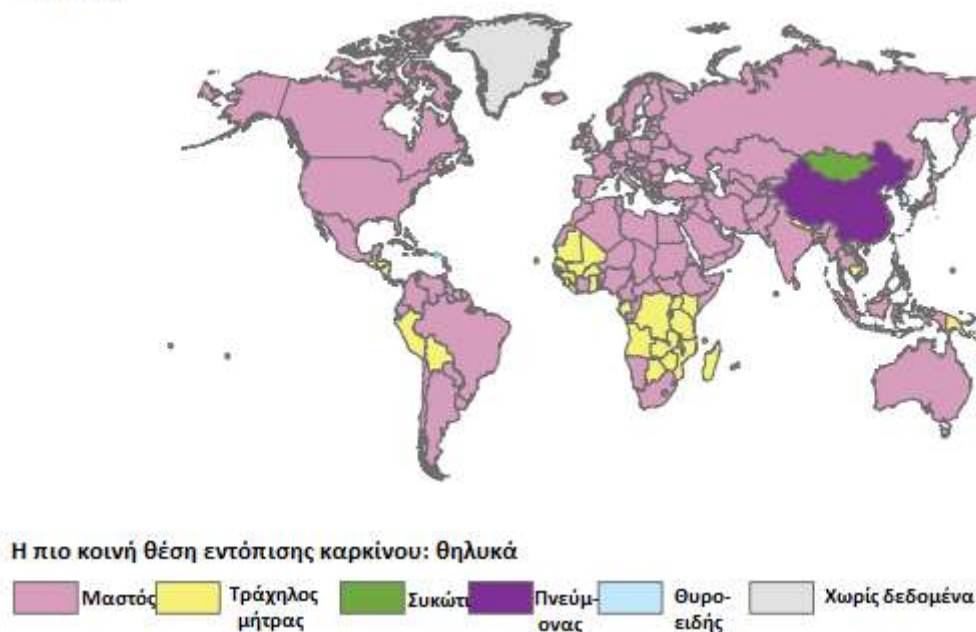 Η πιο κοινή θέση εντόπισης καρκίνου: θηλυκά
Μαστός
Τράχηλος
μήτρας
Συκώτι
Πνεύμ-
ονας
Θυρο-
ειδής
Χωρίς δεδομένα